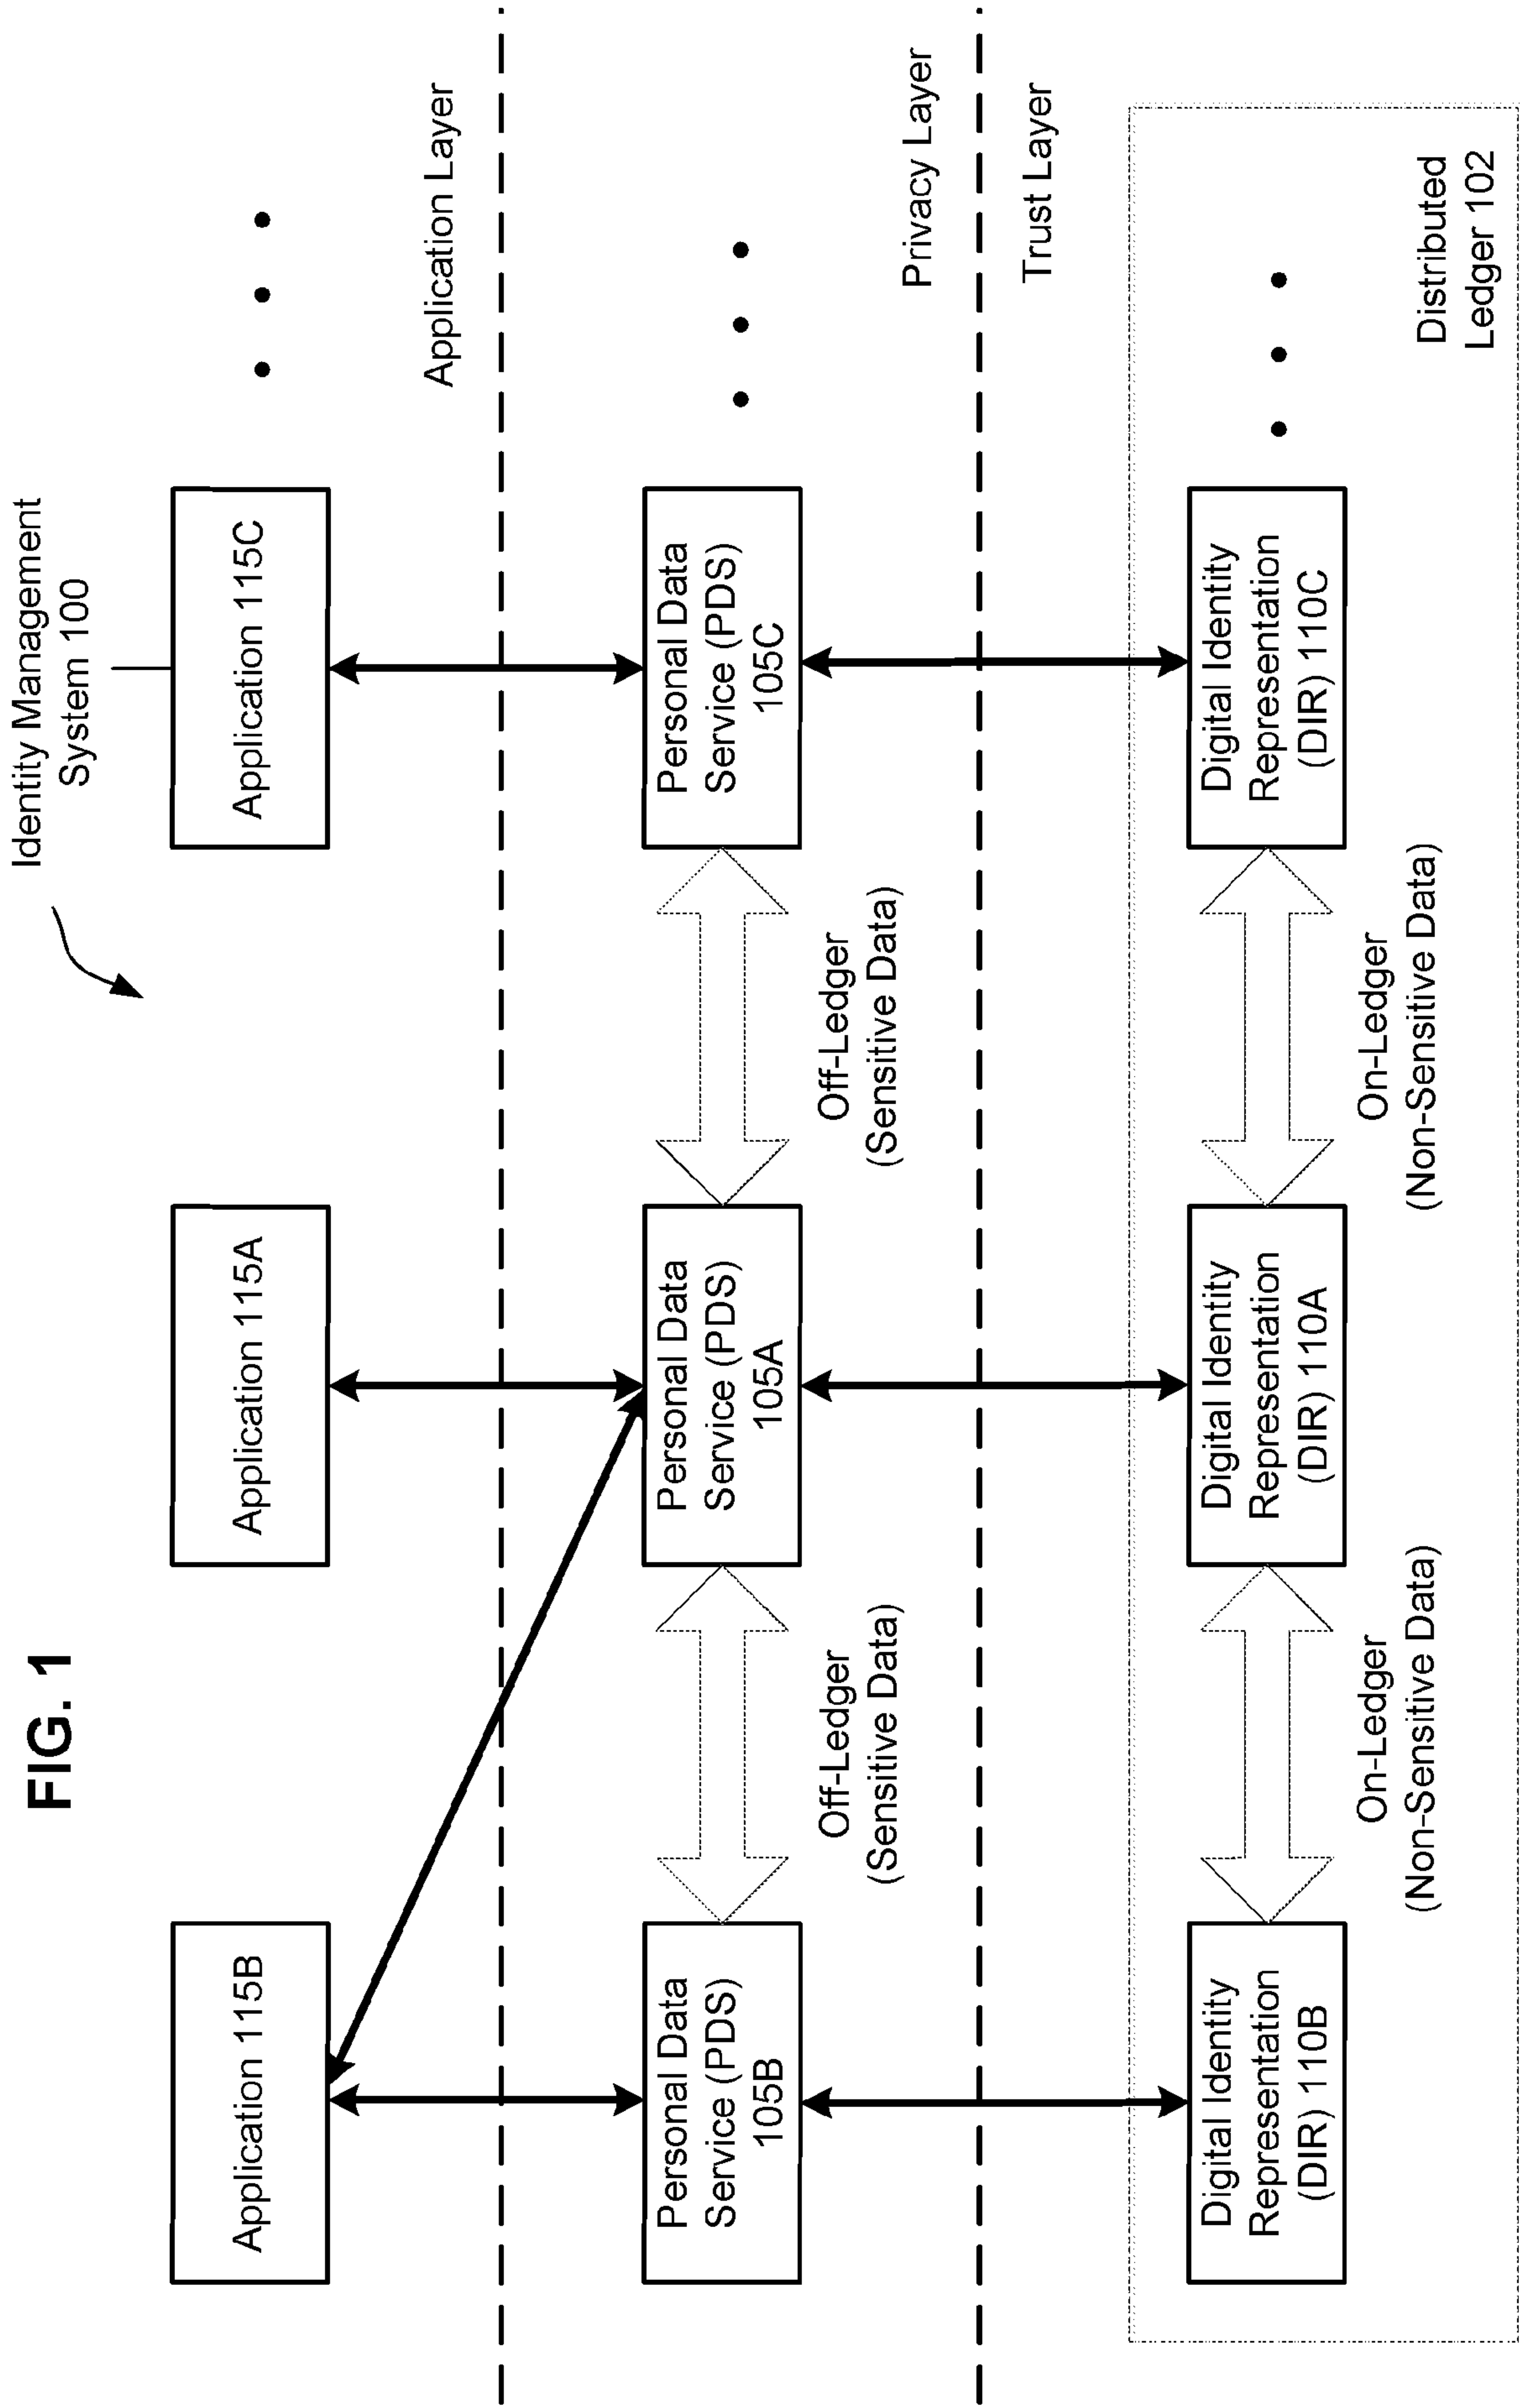 FIG. 1
Identity Management
System 100
Application 115B
Application 115A
Application 115C
Application Layer
Personal Data
Service (PDS)
105B
Off-Ledger
(Sensitive Data)
Personal Data
Service (PDS)
105A
Off-Ledger
(Sensitive Data)
Personal Data
Service (PDS)
105C
Privacy Layer
Trust Layer
Digital Identity
Representation
(DIR) 110B
On-Ledger
(Non-Sensitive Data)
Digital Identity
Representation
(DIR) 110A
On-Ledger
(Non-Sensitive Data)
Digital Identity
Representation
(DIR) 110C
Distributed
Ledger 102